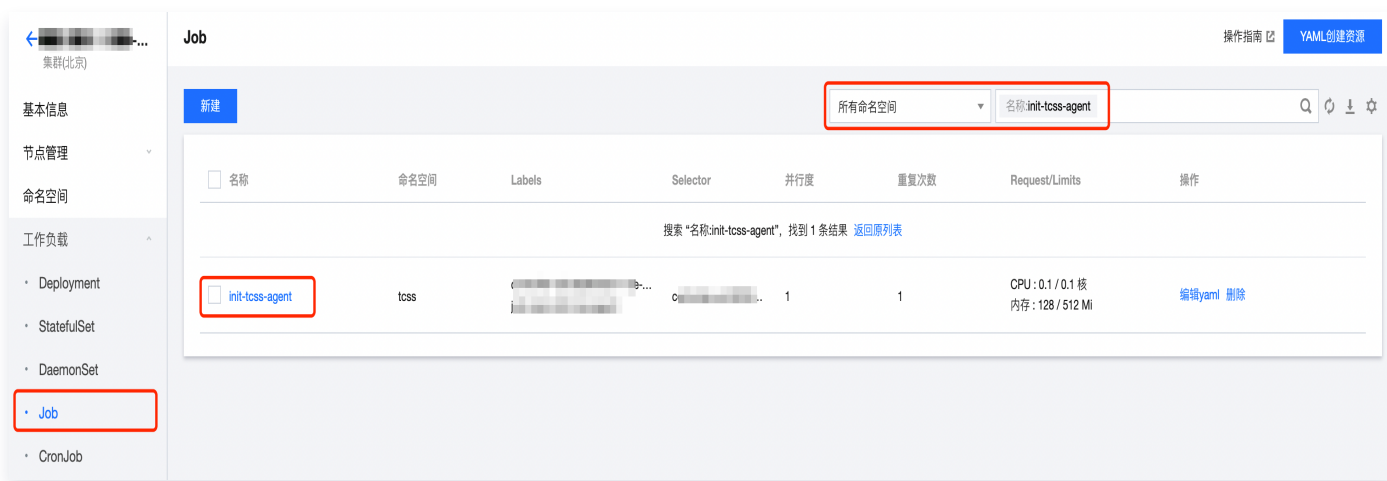 集群(北京)
基本信息
节点管理
命名空间
工作负载
Deployment
StatefulSet
DaemonSet
Job
CronJob
Job
操作指南
YAML创建资源
新建
所有命名空间
名称:init-tcss-agent
名称 命名空间 Labels Selector 并行度 重复次数 Request/Limits 操作
搜索 “名称:init-tcss-agent”，找到 1 条结果 返回原列表
init-tcss-agent tcss 1 1 CPU : 0.1 / 0.1 核 编辑yaml 删除
内存 : 128 / 512 Mi